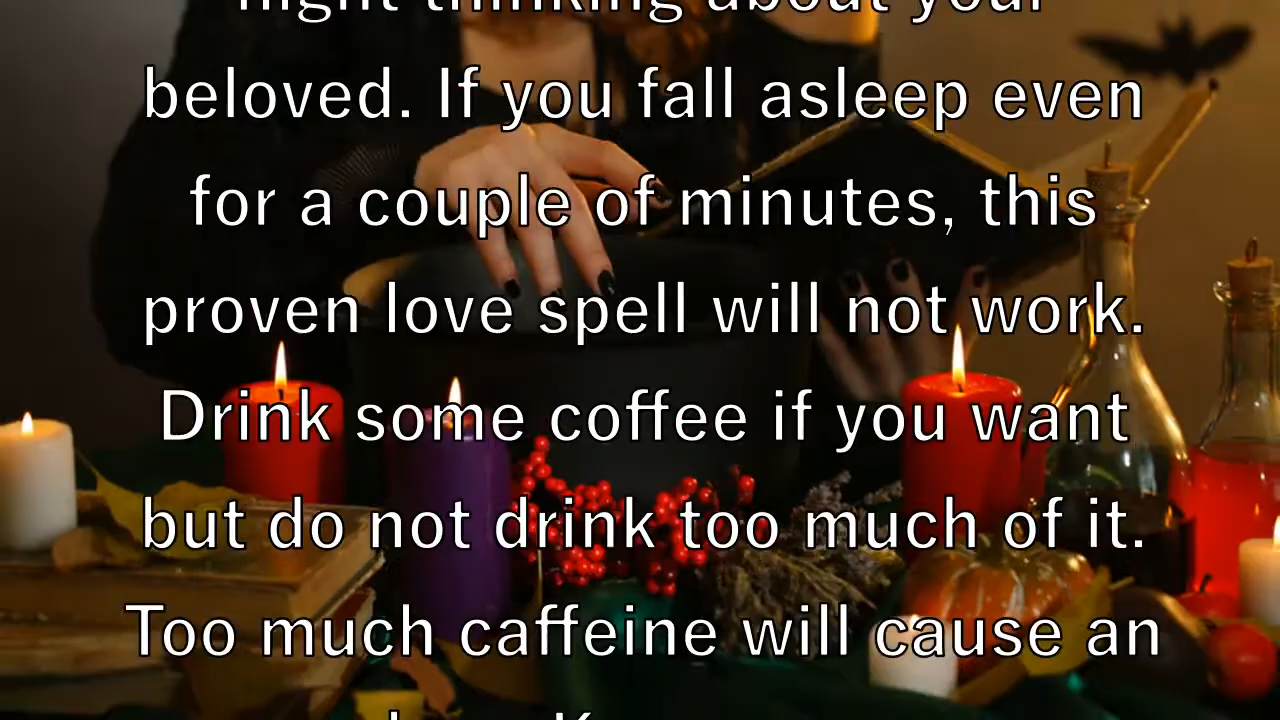 night thinking about your
beloved. If you fall asleep even
for a couple of minutes, this
proven love spell will not work.
Drink some coffee if you want
but do not drink too much of it.
Too much caffeine will cause an